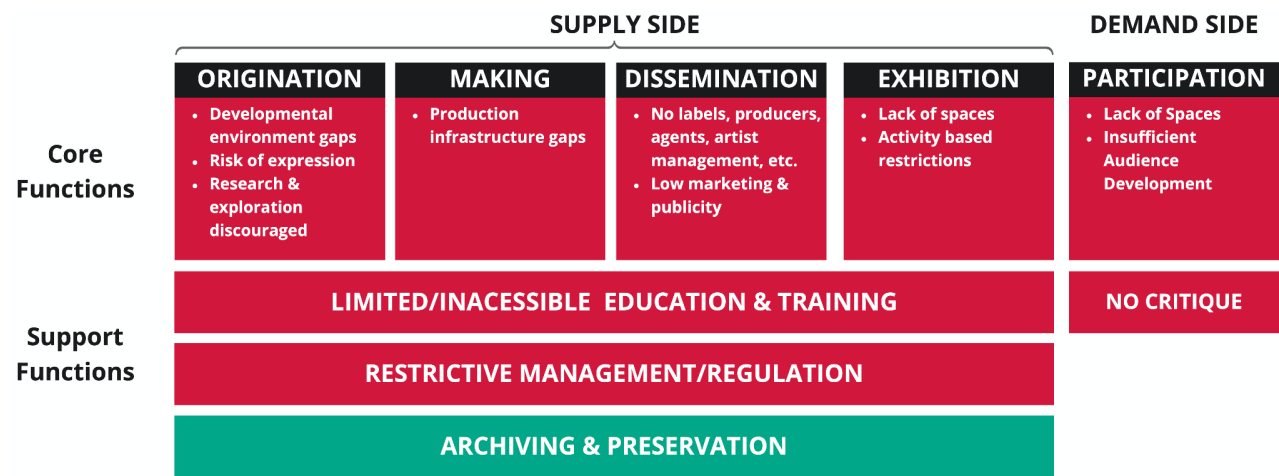 SUPPLY SIDE
DEMAND SIDE
Core
Functions
ORIGINATION
• Developmental
environment gaps
• Risk of expression
• Research &
exploration
discouraged
MAKING
• Production
infrastructure gaps
DISSEMINATION
• No labels, producers,
agents, artist
management, etc.
• Low marketing &
publicity
EXHIBITION
• Lack of spaces
• Activity based
restrictions
PARTICIPATION
• Lack of Spaces
• Insufficient
Audience
Development
Support
Functions
LIMITED/INACESSIBLE EDUCATION & TRAINING
NO CRITIQUE
RESTRICTIVE MANAGEMENT/REGULATION
ARCHIVING & PRESERVATION